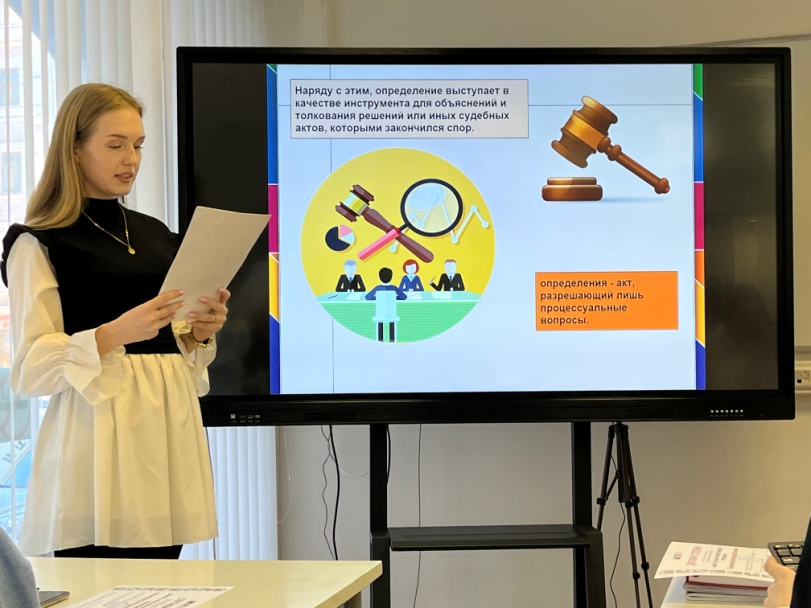 Наряду с этим, определение выступает в
качестве инструмента для объяснений и
толкования решений или иных судебных
актов, которыми закончился спор.
определения - акт,
разрешающий лишь
процессуальные
вопросы.